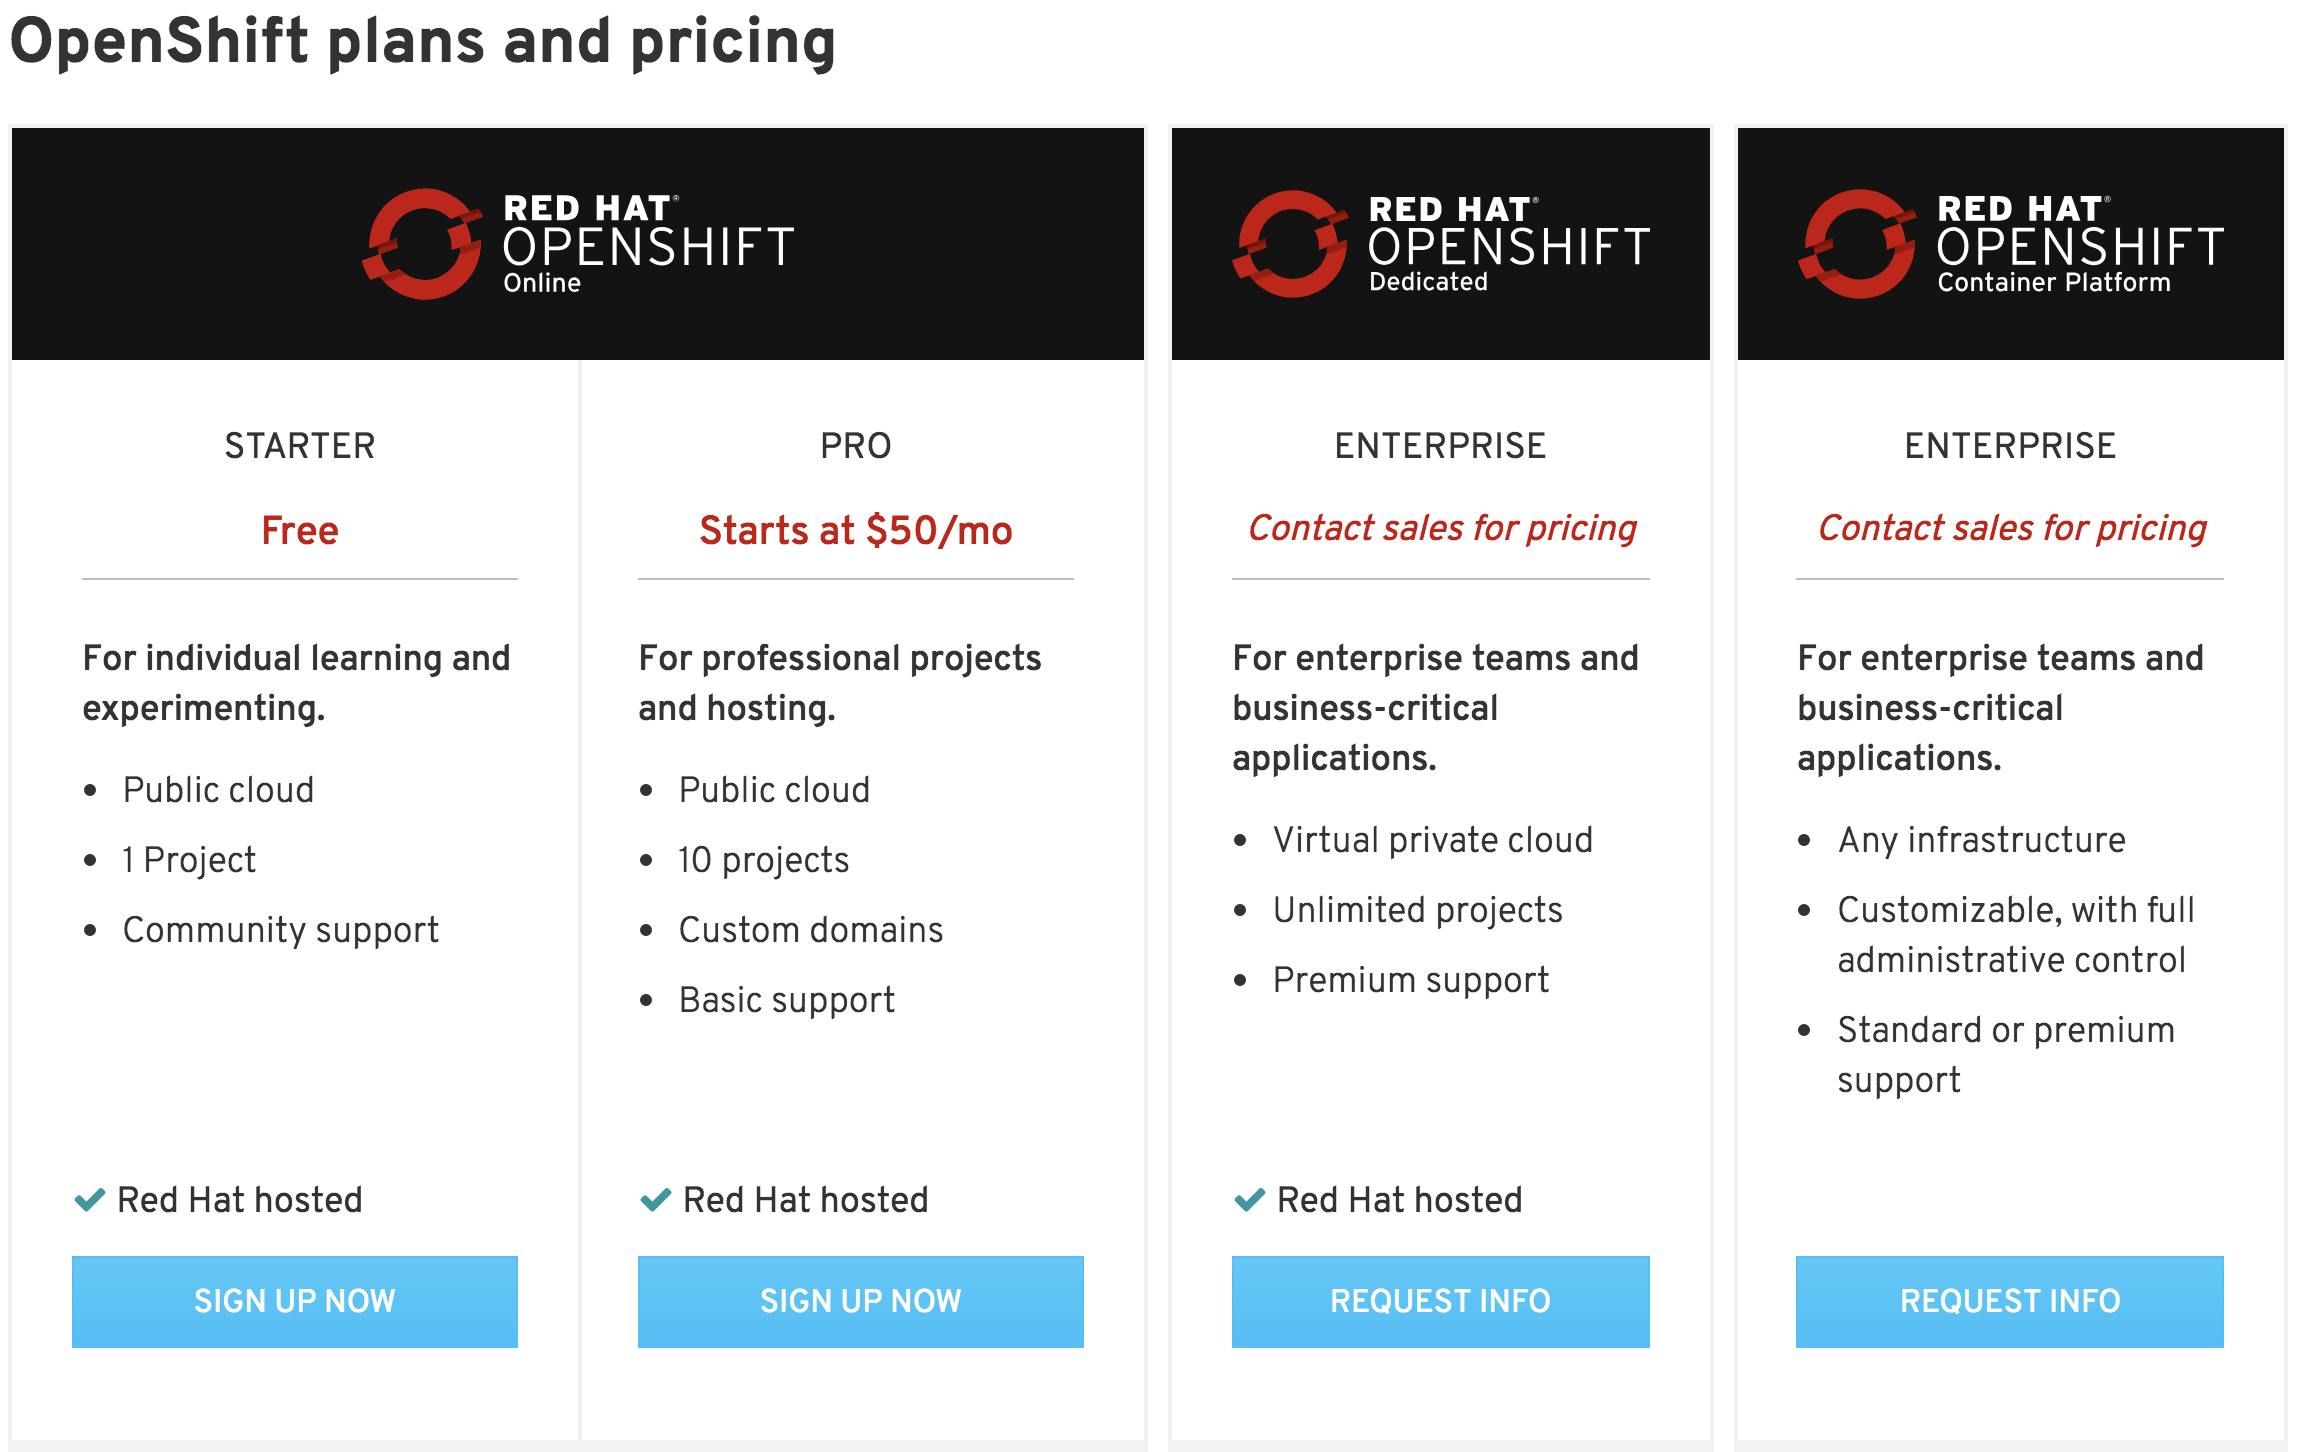 OpenShift plans and pricing
RED HAT®
OPENSHIFT
Online
STARTER
Free
For individual learning and
experimenting.
• Public cloud
• 1 Project
• Community support
✔ Red Hat hosted
SIGN UP NOW
PRO
Starts at $50/mo
For professional projects
and hosting.
• Public cloud
• 10 projects
• Custom domains
• Basic support
✔ Red Hat hosted
SIGN UP NOW
RED HAT®
OPENSHIFT
Dedicated
ENTERPRISE
Contact sales for pricing
For enterprise teams and
business-critical
applications.
• Virtual private cloud
• Unlimited projects
• Premium support
✔ Red Hat hosted
REQUEST INFO
RED HAT®
OPENSHIFT
Container Platform
ENTERPRISE
Contact sales for pricing
For enterprise teams and
business-critical
applications.
• Any infrastructure
• Customizable, with full
administrative control
• Standard or premium
support
REQUEST INFO